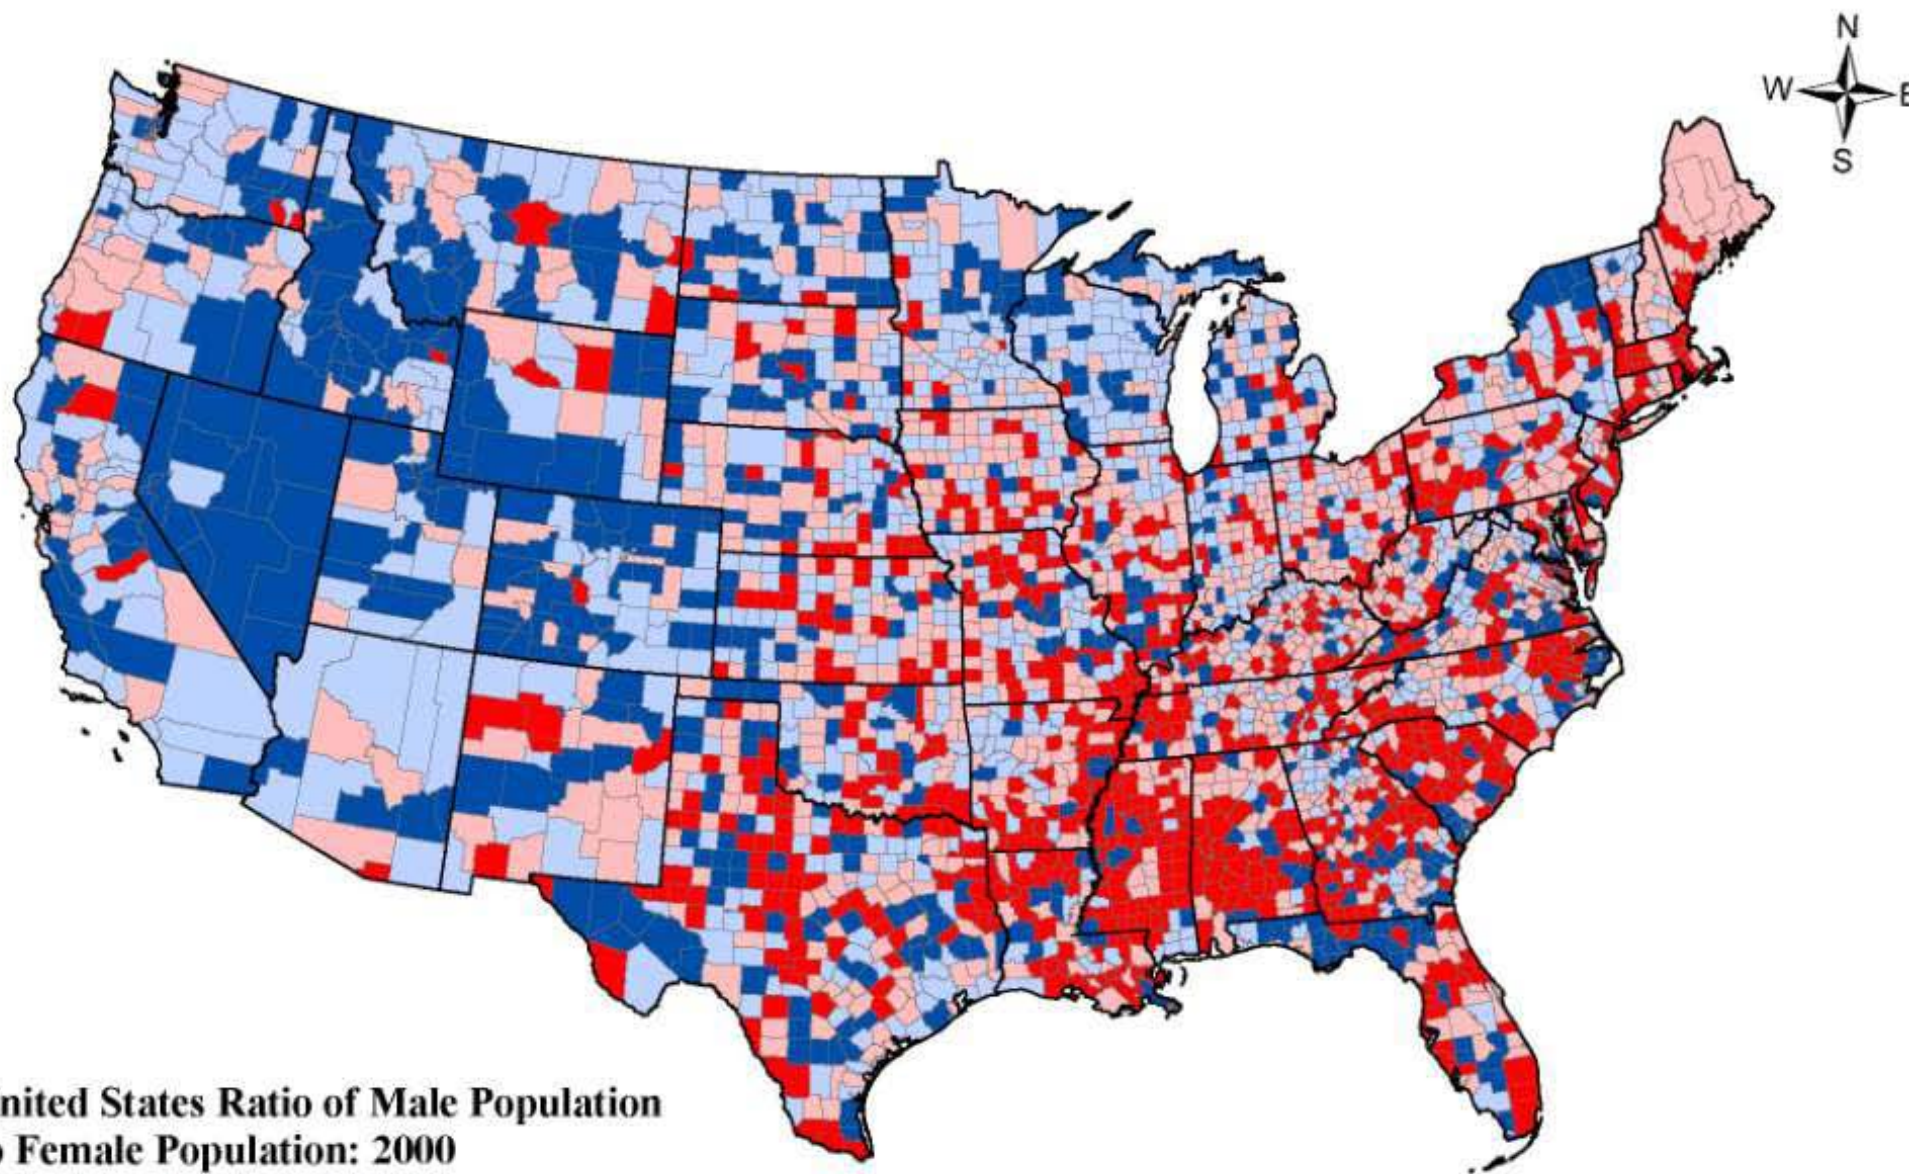 N
W E
S
nited States Ratio of Male Population
o Female Population: 2000